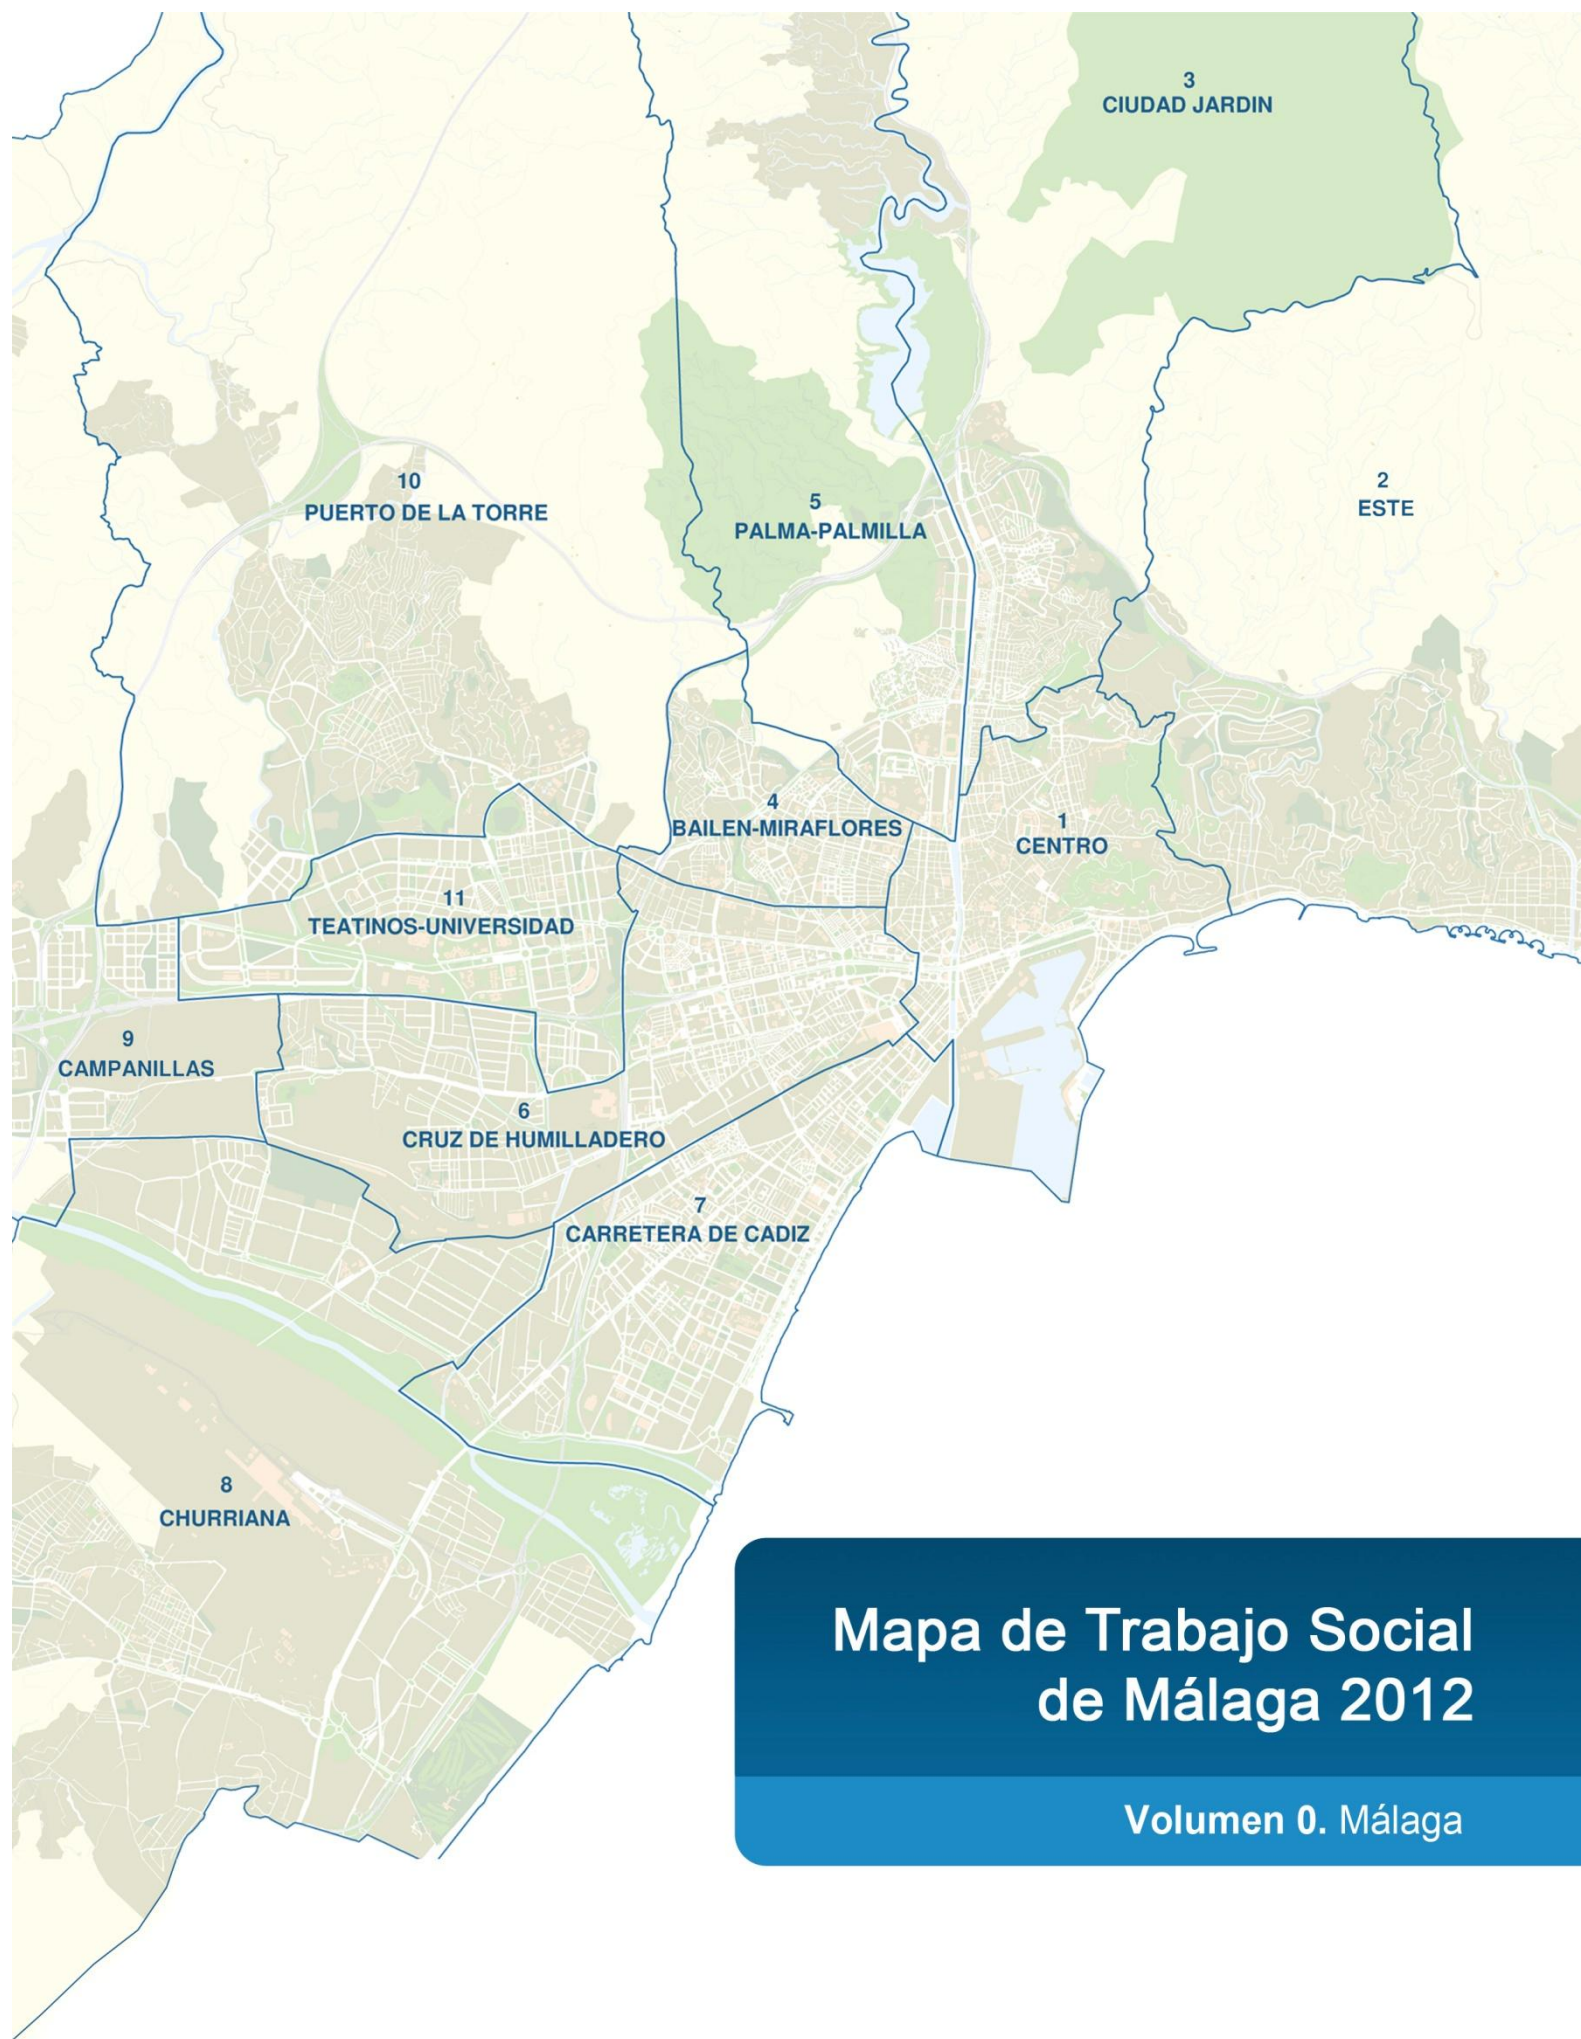 3
CIUDAD JARDIN
2
ESTE
10
PUERTO DE LA TORRE
5
PALMA-PALMILLA
4
BAILEN-MIRAFLORES
1
CENTRO
11
TEATINOS-UNIVERSIDAD
9
CAMPANILLAS
6
CRUZ DE HUMILLADERO
7
CARRETERA DE CADIZ
8
CHURRIANA
Mapa de Trabajo Social
de Málaga 2012
Volumen 0. Málaga